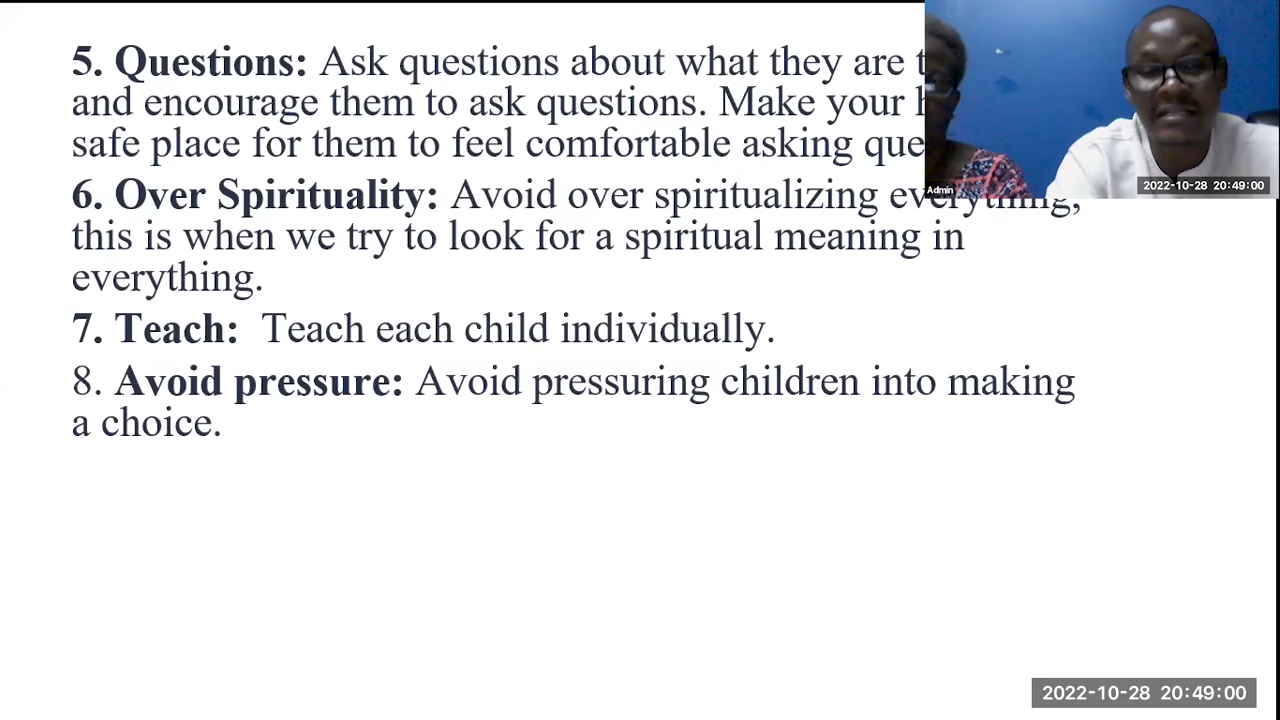 5. Questions: Ask questions about what they are
and encourage them to ask questions. Make your
safe place for them to feel comfortable asking
6. Over Spirituality: Avoid over spiritualizing everything,
this is when we try to look for a spiritual meaning in
everything.
7. Teach: Teach each child individually.
8. Avoid pressure: Avoid pressuring children into making
a choice.
Admin
2022-10-28 20:49:00
2022-10-28 20:49:00